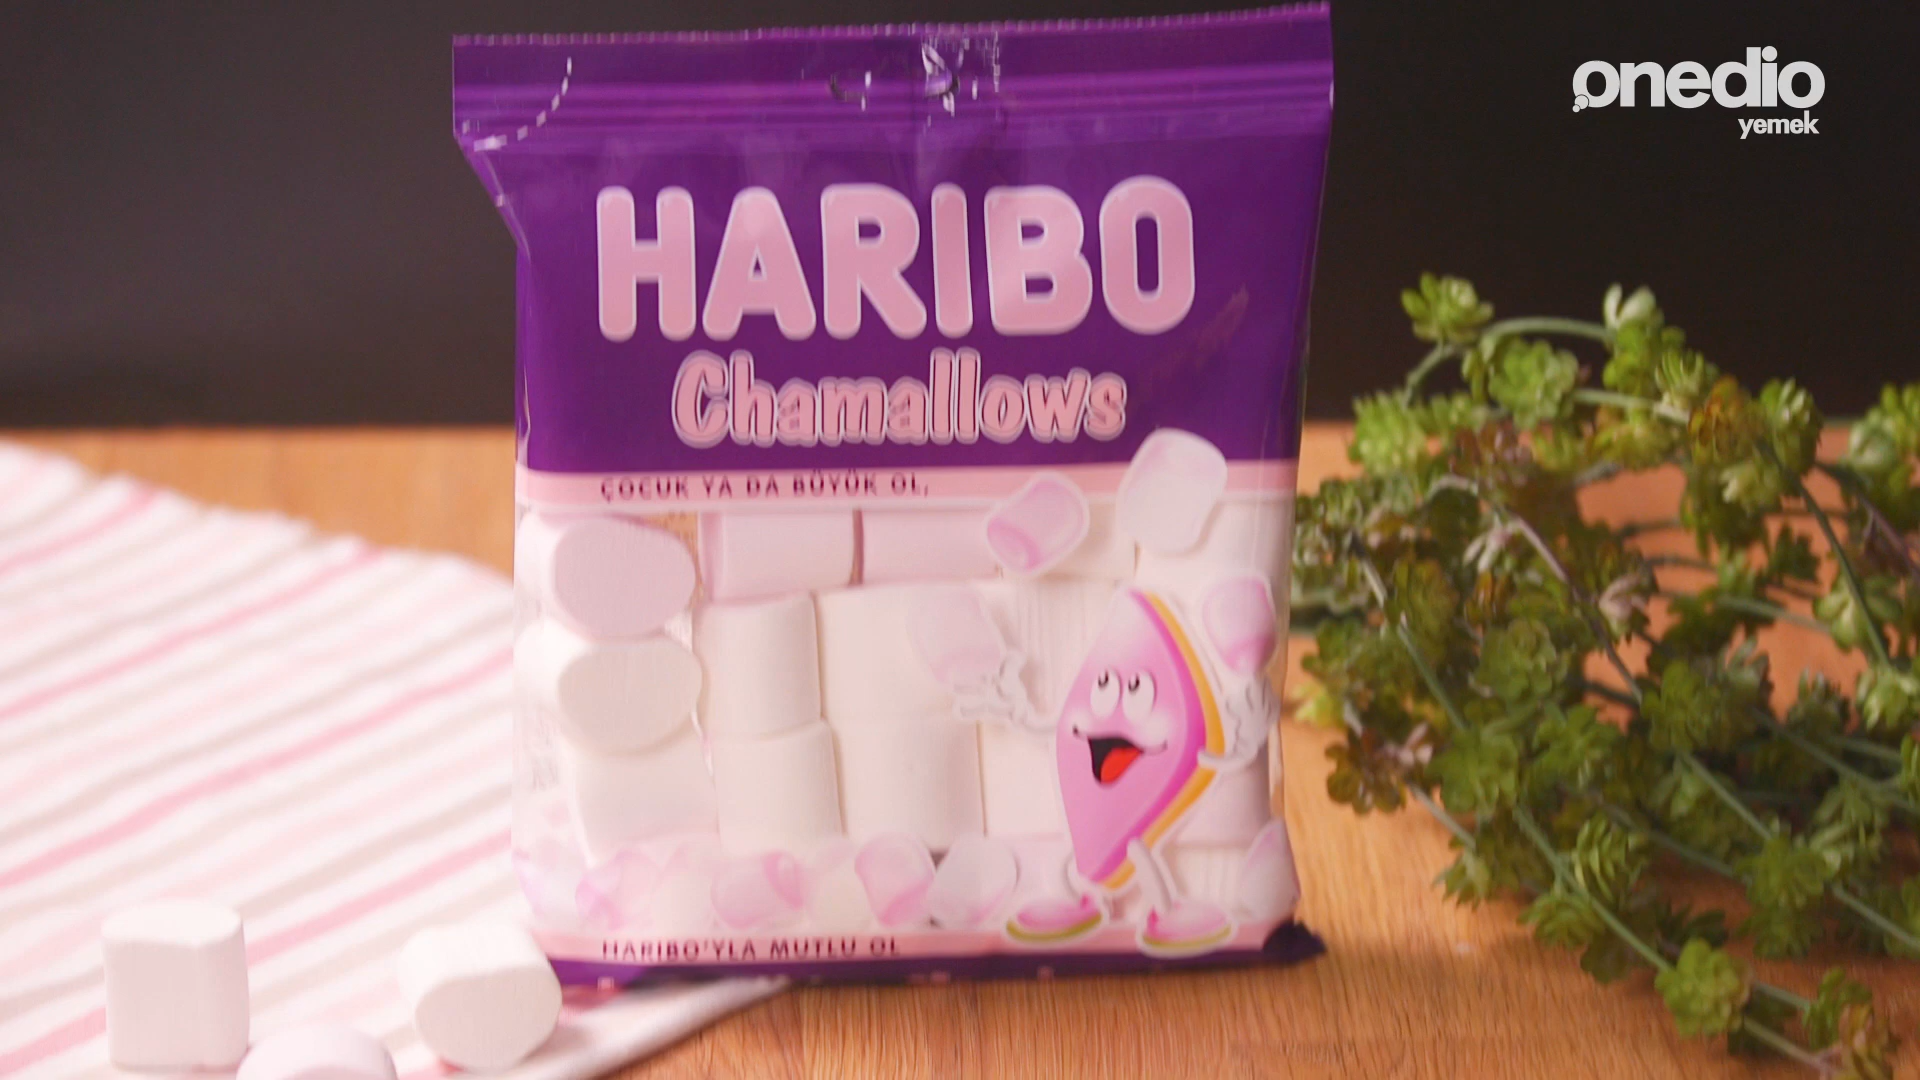 onedio
yemek
HARIBO
Chamallows
ÇOCUK YA DA BÜYÜK OL,
HARIBO'YLA MUTLU OL